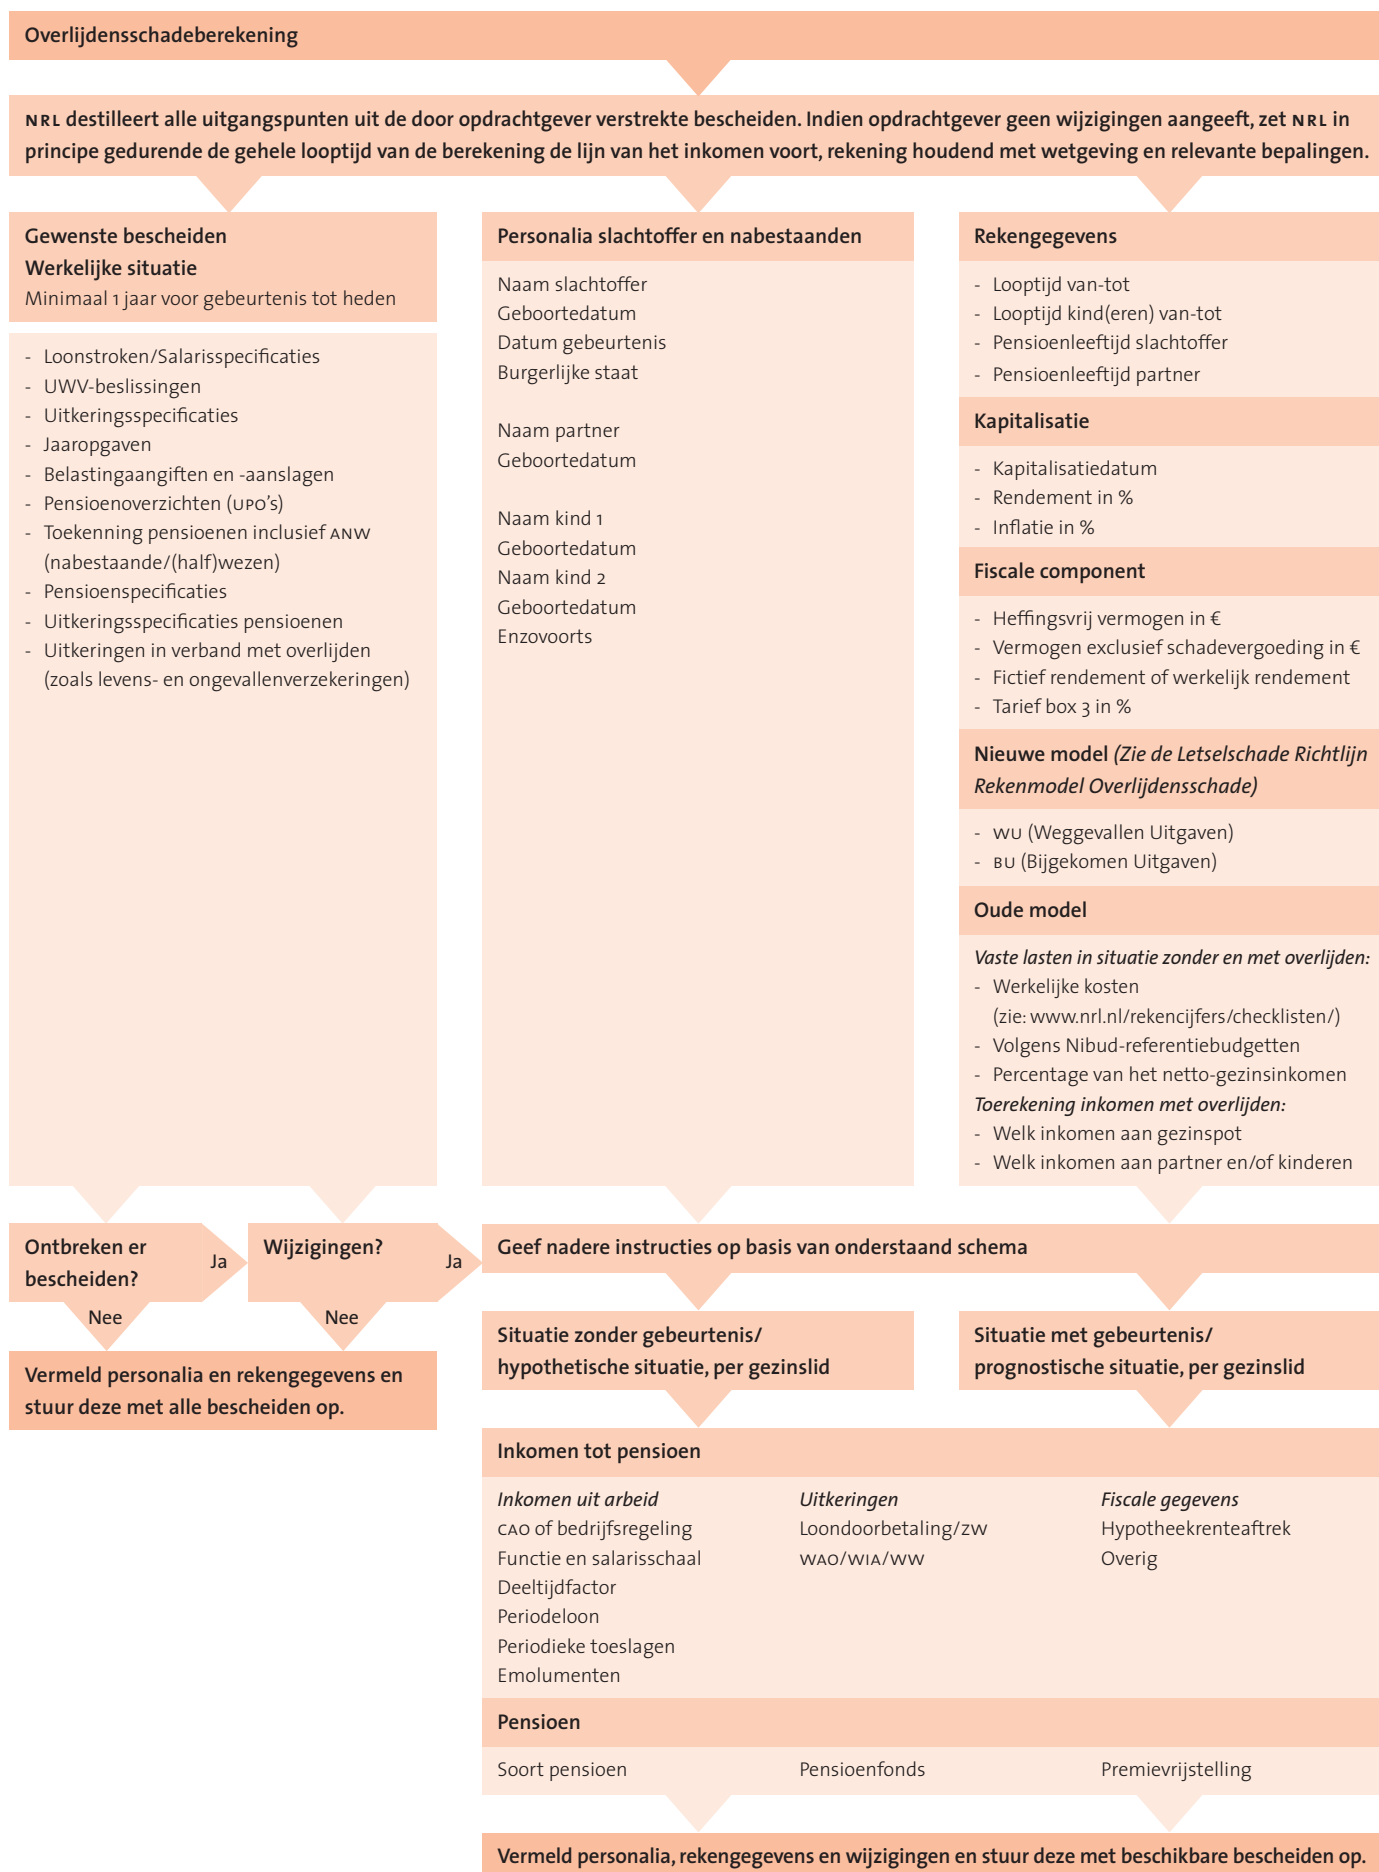 Overlijdensschadeberekening
NRL destilleert alle uitgangspunten uit de door opdrachtgever verstrekte bescheiden. Indien opdrachtgever geen wijzigingen aangeeft, zet NRL in
principe gedurende de gehele looptijd van de berekening de lijn van het inkomen voort, rekening houdend met wetgeving en relevante bepalingen.
Gewenste bescheiden
Werkelijke situatie
Minimaal 1 jaar voor gebeurtenis tot heden
- Loonstroken/Salarisspecificaties
- UWV-beslissingen
- Uitkeringsspecificaties
- Jaaropgaven
- Belastingaangiften en -aanslagen
- Pensioenoverzichten (UPO's)
- Toekenning pensioenen inclusief ANW
(nabestaande/(half)wezen)
- Pensioenspecificaties
- Uitkeringsspecificaties pensioenen
- Uitkeringen in verband met overlijden
(zoals levens- en ongevallenverzekeringen)
Personalia slachtoffer en nabestaanden
Naam slachtoffer
Geboortedatum
Datum gebeurtenis
Burgerlijke staat
Naam partner
Geboortedatum
Naam kind 1
Geboortedatum
Naam kind 2
Geboortedatum
Enzovoorts
Rekengegevens
- Looptijd van-tot
- Looptijd kind(eren) van-tot
- Pensioenleeftijd slachtoffer
- Pensioenleeftijd partner
Kapitalisatie
- Kapitalisatiedatum
- Rendement in %
- Inflatie in %
Fiscale component
- Heffingsvrij vermogen in €
- Vermogen exclusief schadevergoeding in €
- Fictief rendement of werkelijk rendement
- Tarief box 3 in %
Nieuwe model (Zie de Letselschade Richtlijn
Rekenmodel Overlijdensschade)
- WU (Weggevallen Uitgaven)
- BU (Bijgekomen Uitgaven)
Oude model
Vaste lasten in situatie zonder en met overlijden:
- Werkelijke kosten
(zie: www.nrl.nl/rekencijfers/checklisten/)
- Volgens Nibud-referentiebudgetten
- Percentage van het netto-gezinsinkomen
Toerekening inkomen met overlijden:
- Welk inkomen aan gezinspot
- Welk inkomen aan partner en/of kinderen
Ontbreken er
bescheiden?
Ja
Nee
Wijzigingen?
Ja
Nee
Vermeld personalia en rekengegevens en
stuur deze met alle bescheiden op.
Geef nadere instructies op basis van onderstaand schema
Situatie zonder gebeurtenis/
hypothetische situatie, per gezinslid
Situatie met gebeurtenis/
prognostische situatie, per gezinslid
Inkomen tot pensioen
Inkomen uit arbeid
CAO of bedrijfsregeling
Functie en salarisschaal
Deeltijdfactor
Periodeloon
Periodieke toeslagen
Emolumenten
Uitkeringen
Loondoorbetaling/ZW
WAO/WIA/WW
Fiscale gegevens
Hypotheekrenteaftrek
Overig
Pensioen
Soort pensioen
Pensioenfonds
Premievrijstelling
Vermeld personalia, rekengegevens en wijzigingen en stuur deze met beschikbare bescheiden op.